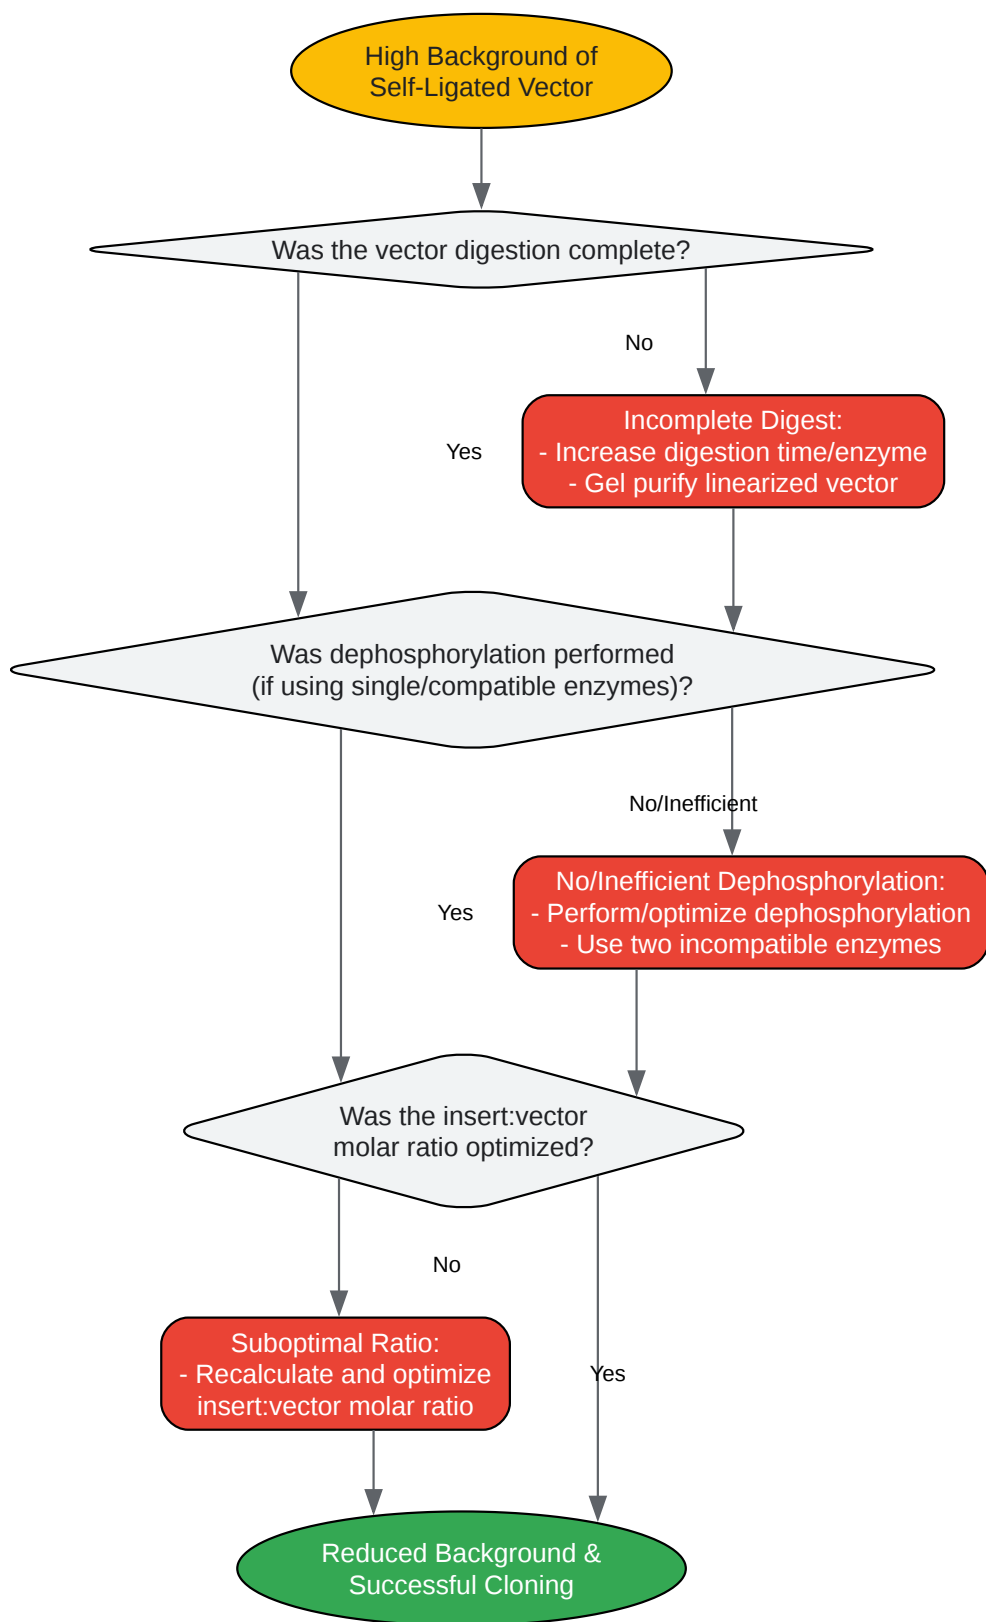 High Background of
Self-Ligated Vector
Was the vector digestion complete?
No
Yes
Incomplete Digest:
- Increase digestion time/enzyme
- Gel purify linearized vector
Was dephosphorylation performed
(if using single/compatible enzymes)?
No/Inefficient
Yes
No/Inefficient Dephosphorylation:
- Perform/optimize dephosphorylation
- Use two incompatible enzymes
Was the insert:vector
molar ratio optimized?
No
Suboptimal Ratio:
- Recalculate and optimize
insert:vector molar ratio
Yes
Reduced Background &
Successful Cloning